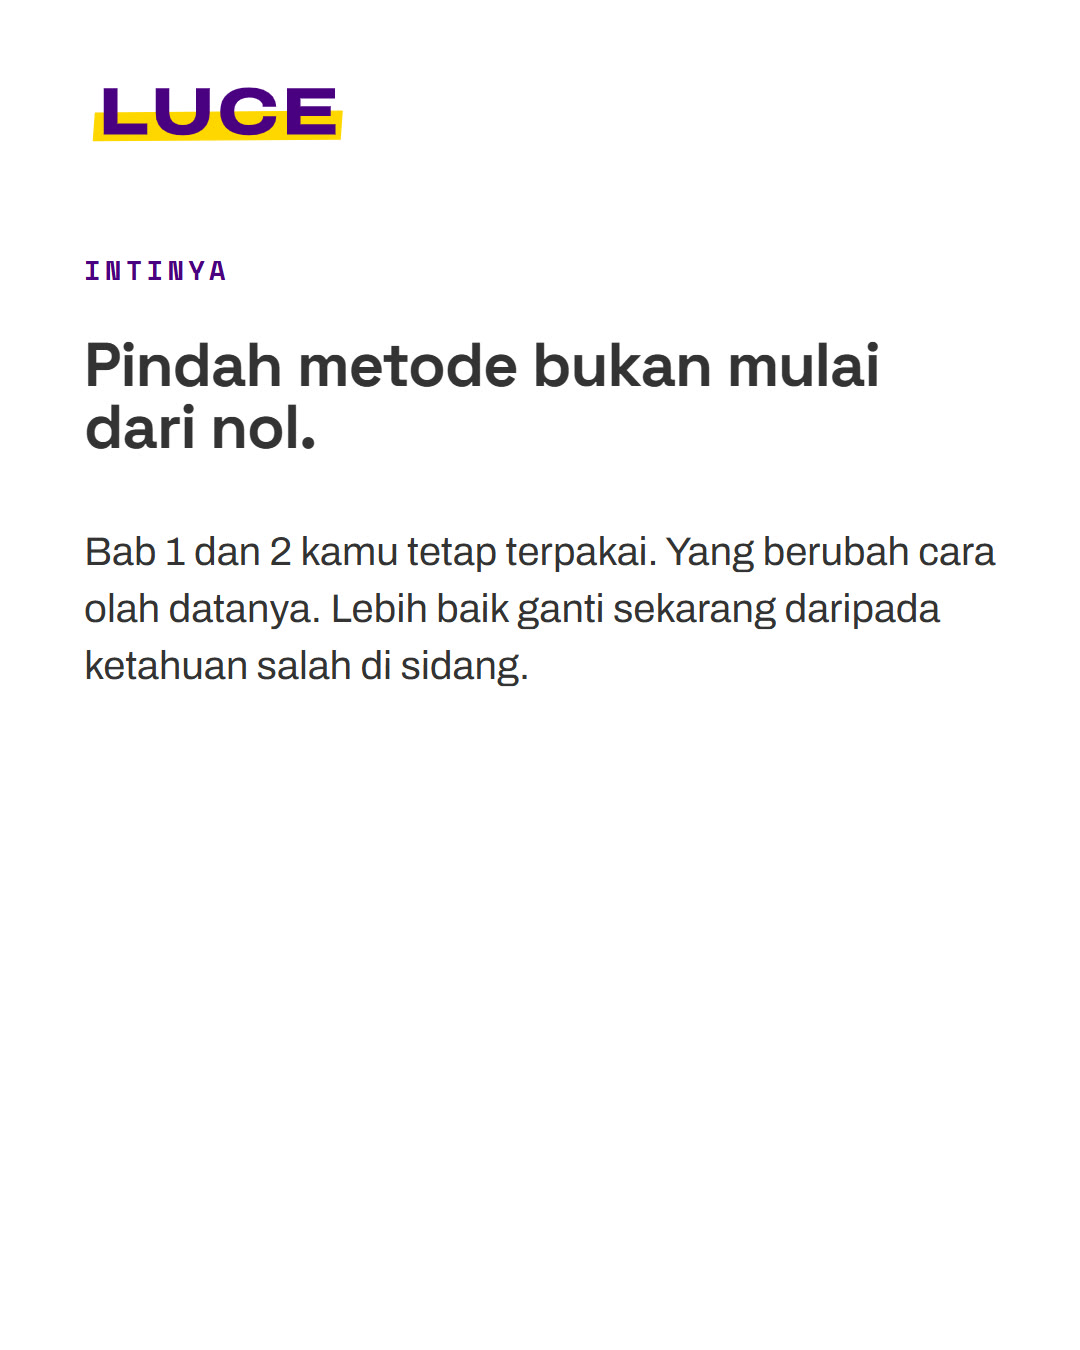 LUCE
INTINYA
Pindah metode bukan mulai
dari nol.
Bab 1 dan 2 kamu tetap terpakai. Yang berubah cara
olah datanya. Lebih baik ganti sekarang daripada
ketahuan salah di sidang.